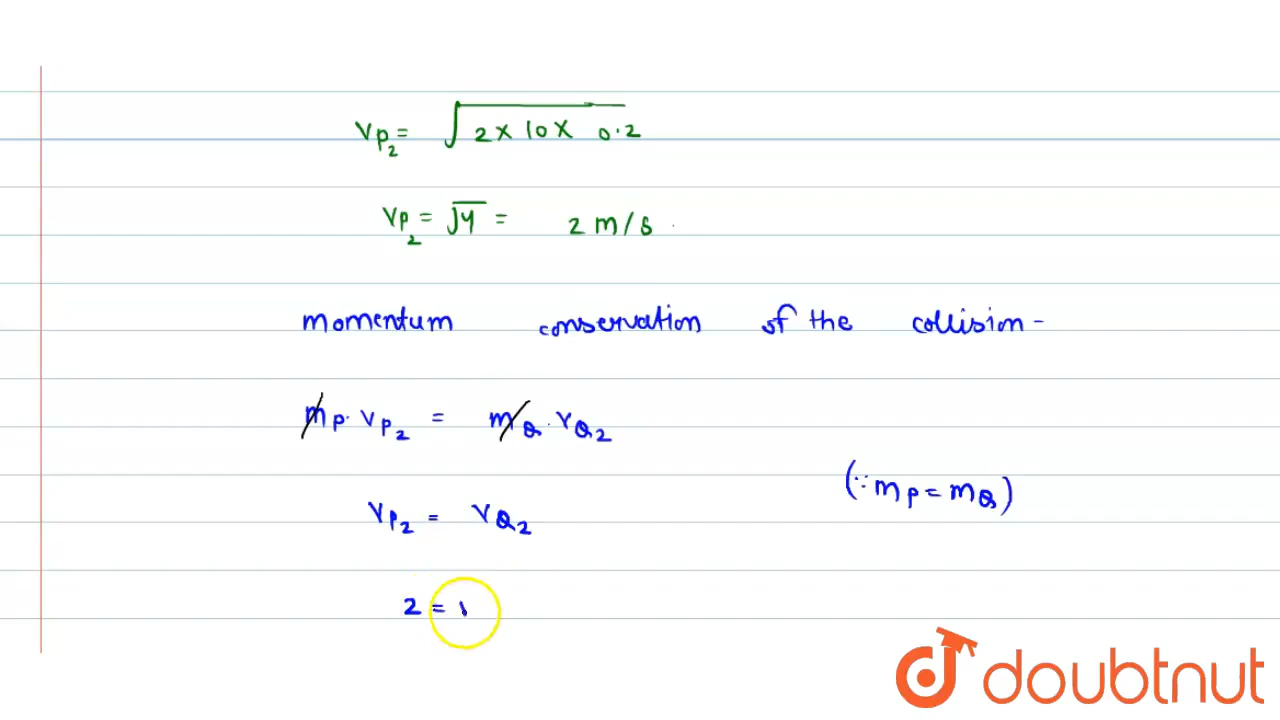 Vp₂ = √2 × 10 × 0.2
Vp₂ = √4 = 2 m/s
momentum conservation of the collision -
mp. Vp₂ = mQ. VQ₂
(∵ mp = mQ)
Vp₂ = VQ₂
2 =
doubtnut